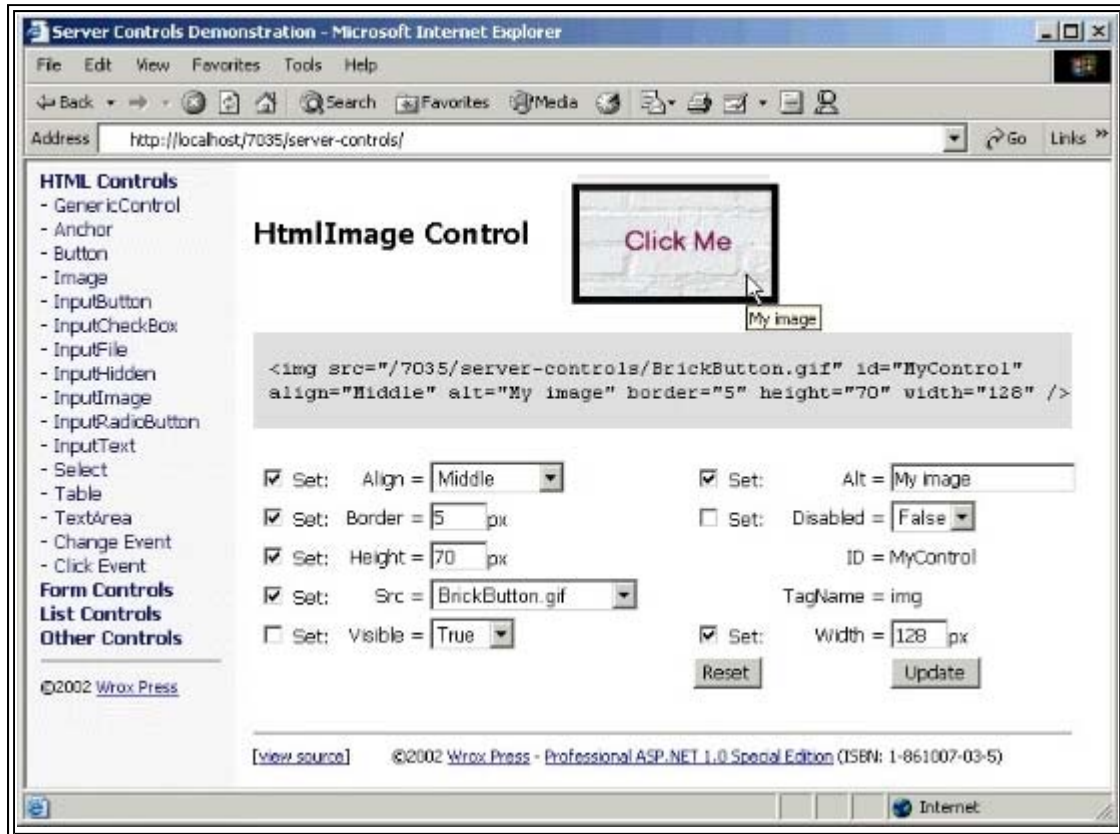 Server Controls Demonstration - Microsoft Internet Explorer
File Edit View Favorites Tools Help
Back Search Favorites Media
Address http://localhost/7035/server-controls/ Go Links »
HTML Controls
- GenericControl
- Anchor
- Button
- Image
- InputButton
- InputCheckBox
- InputFile
- InputHidden
- InputImage
- InputRadioButton
- InputText
- Select
- Table
- TextArea
- Change Event
- Click Event
Form Controls
List Controls
Other Controls
©2002 Wrox Press
HtmlImage Control
Click Me
My image
<img src="/7035/server-controls/BrickButton.gif" id="MyControl"
align="Middle" alt="My image" border="5" height="70" width="128" />
Set: Align = Middle Set: Alt = My image
Set: Border = 5 px Set: Disabled = False
Set: Height = 70 px ID = MyControl
Set: Src = BrickButton.gif TagName = img
Set: Visible = True Set: Width = 128 px
Reset Update
[view source] ©2002 Wrox Press - Professional ASP.NET 1.0 Special Edition (ISBN: 1-861007-03-5)
Internet